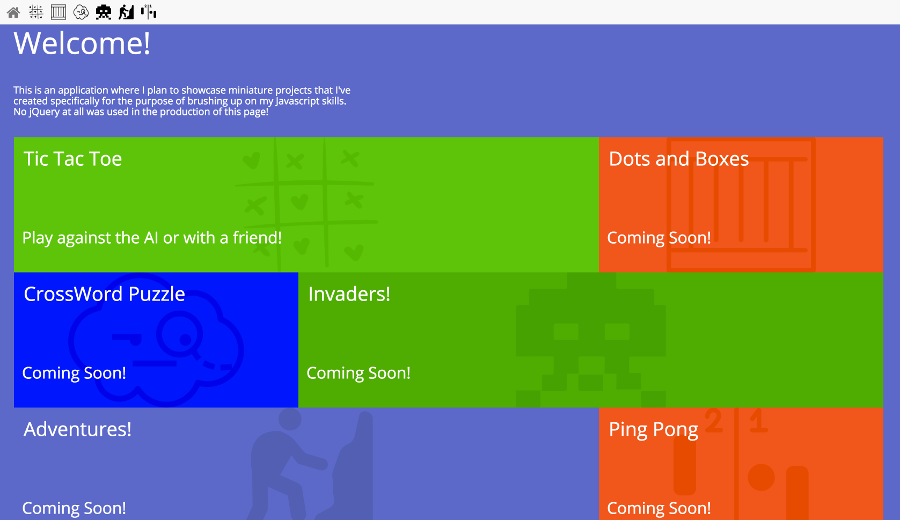 Welcome!
This is an application where I plan to showcase miniature projects that I've
created specifically for the purpose of brushing up on my Javascript skills.
No jQuery at all was used in the production of this page!
Tic Tac Toe
Play against the AI or with a friend!
Dots and Boxes
Coming Soon!
CrossWord Puzzle
Coming Soon!
Invaders!
Coming Soon!
Adventures!
Coming Soon!
Ping Pong
2 1
Coming Soon!